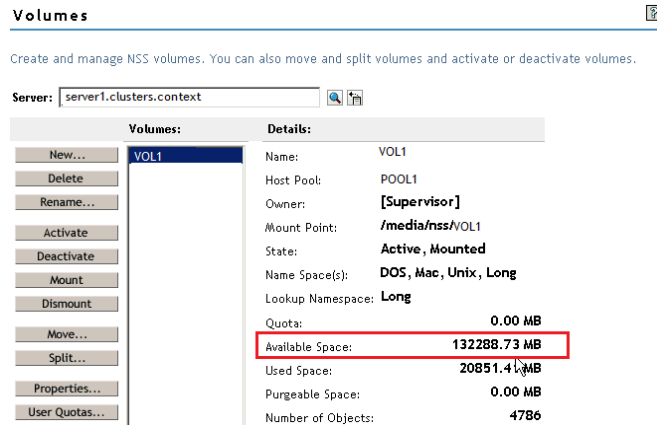 Volumes
?
Create and manage NSS volumes. You can also move and split volumes and activate or deactivate volumes.
Server: server1.clusters.context
Volumes:
Details:
New...
Delete
Rename...
Activate
Deactivate
Mount
Dismount
Move...
Split...
Properties...
User Quotas...
VOL1
Name: VOL1
Host Pool: POOL1
Owner: [Supervisor]
Mount Point: /media/nss/VOL1
State: Active, Mounted
Name Space(s): DOS, Mac, Unix, Long
Lookup Namespace: Long
Quota: 0.00 MB
Available Space: 132288.73 MB
Used Space: MB
Purgeable Space: 0.00 MB
Number of Objects: 4786